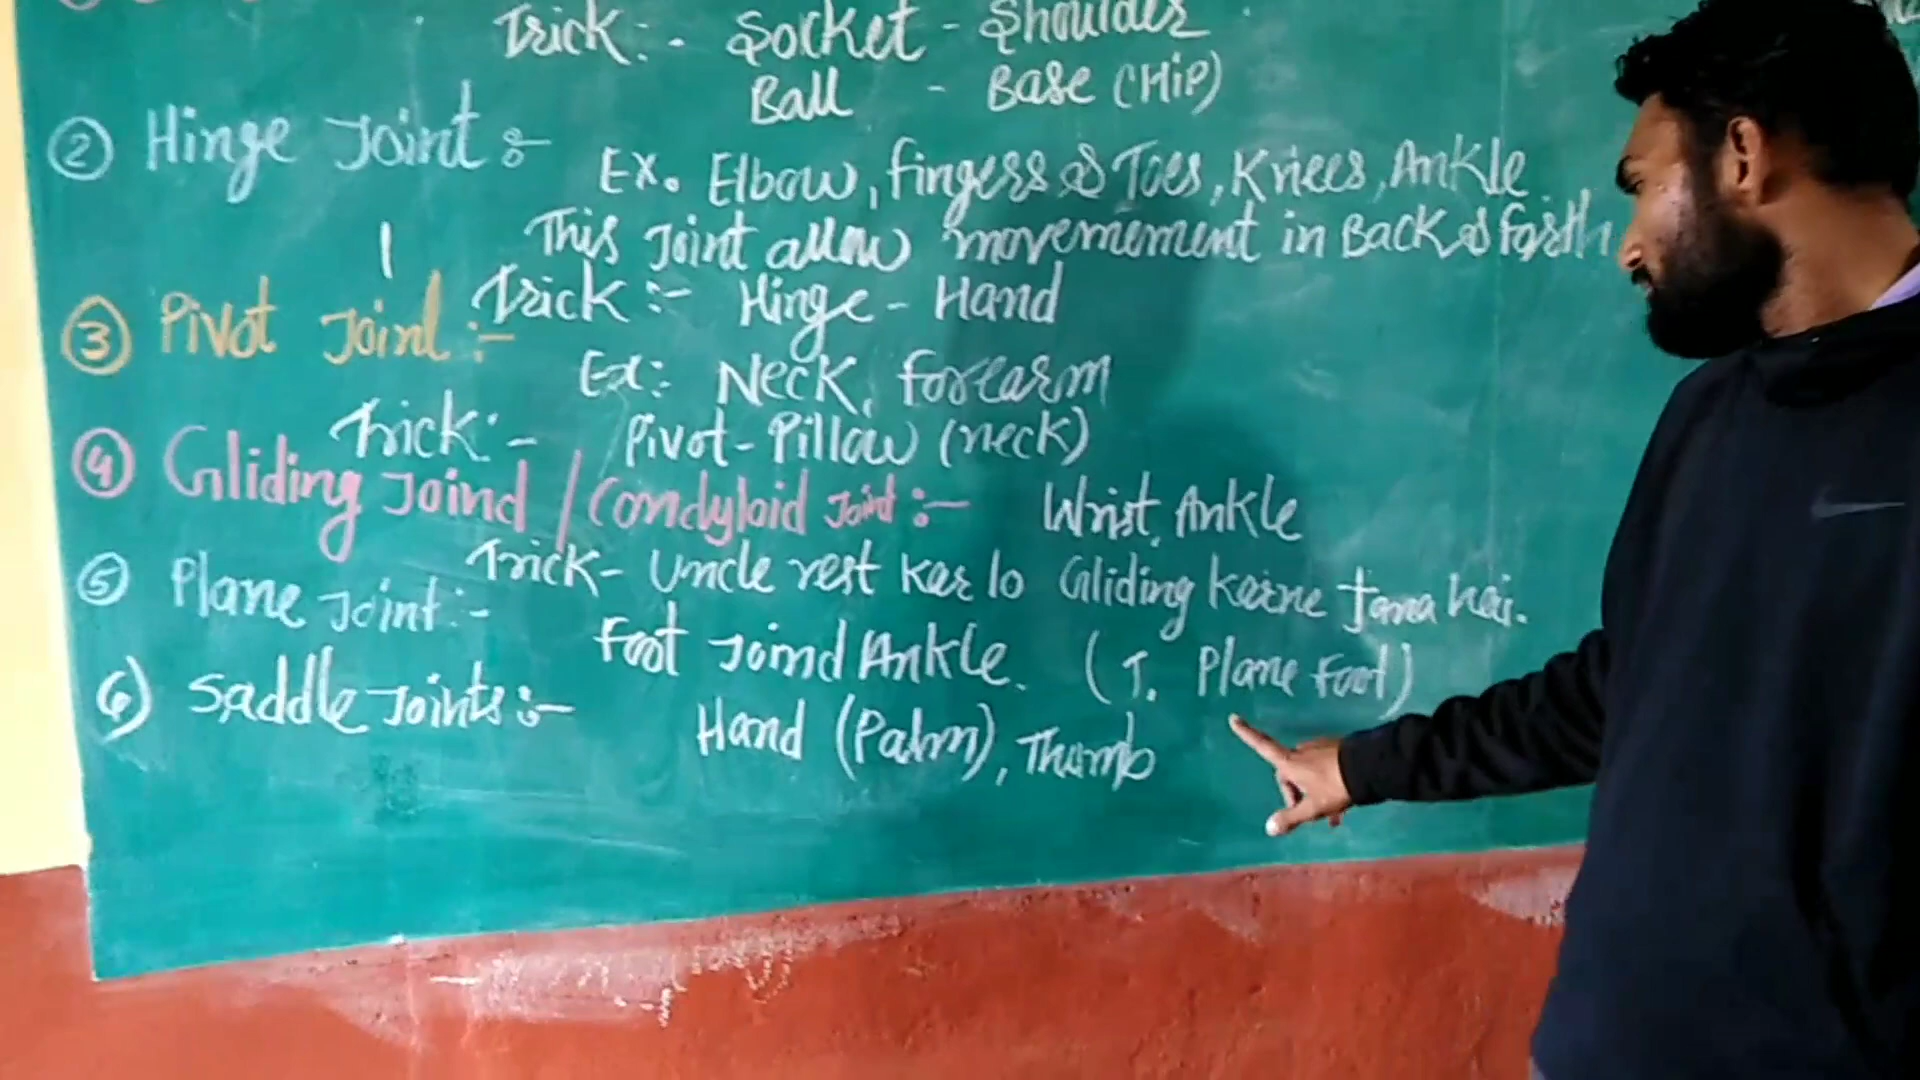 Trick:- Socket - Shoulder
Ball - Base (Hip)
② Hinge Joint :-
Ex. Elbow, fingers & Toes, Knees, Ankle
This Joint allow movemement in Back & forth
Trick :- Hinge - Hand
③ Pivot Joint :-
Ex: Neck, forearm
Trick:- Pivot - Pillow (neck)
④ Gliding Joind / Condyloid Joint :- Wrist, Ankle
Trick - Uncle rest kar lo Gliding karne jana hai.
⑤ Plane Joint :-
Foot Joind Ankle. (T. Plane Foot)
6) Saddle Joints :-
Hand (Palm), Thumb